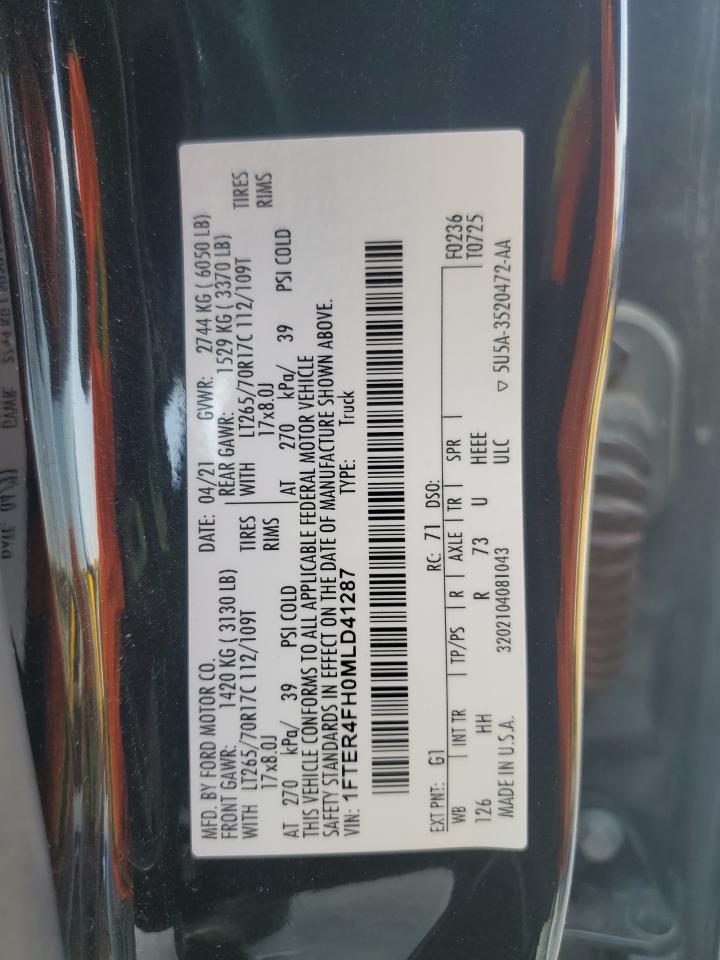 MFD. BY FORD MOTOR CO.
DATE: 04/21 GVWR: 2744 KG ( 6050 LB)
FRONT GAWR: 1420 KG ( 3130 LB) REAR GAWR: 1529 KG ( 3370 LB)
WITH LT265/70R17C 112/109T TIRES WITH LT265/70R17C 112/109T TIRES
17x8.0J RIMS 17x8.0J RIMS
AT 270 kPa/ 39 PSI COLD AT 270 kPa/ 39 PSI COLD
THIS VEHICLE CONFORMS TO ALL APPLICABLE FEDERAL MOTOR VEHICLE
SAFETY STANDARDS IN EFFECT ON THE DATE OF MANUFACTURE SHOWN ABOVE.
VIN: 1FTER4FH0MLD41287 TYPE: Truck
EXT PNT: G1 RC: 71 DSO: F0236
WB INT TR TP/PS R AXLE TR SPR T0725
126 HH R 73 U HEEE
MADE IN U.S.A. 3202104081043 ULC ▽ 5U5A-3520472-AA